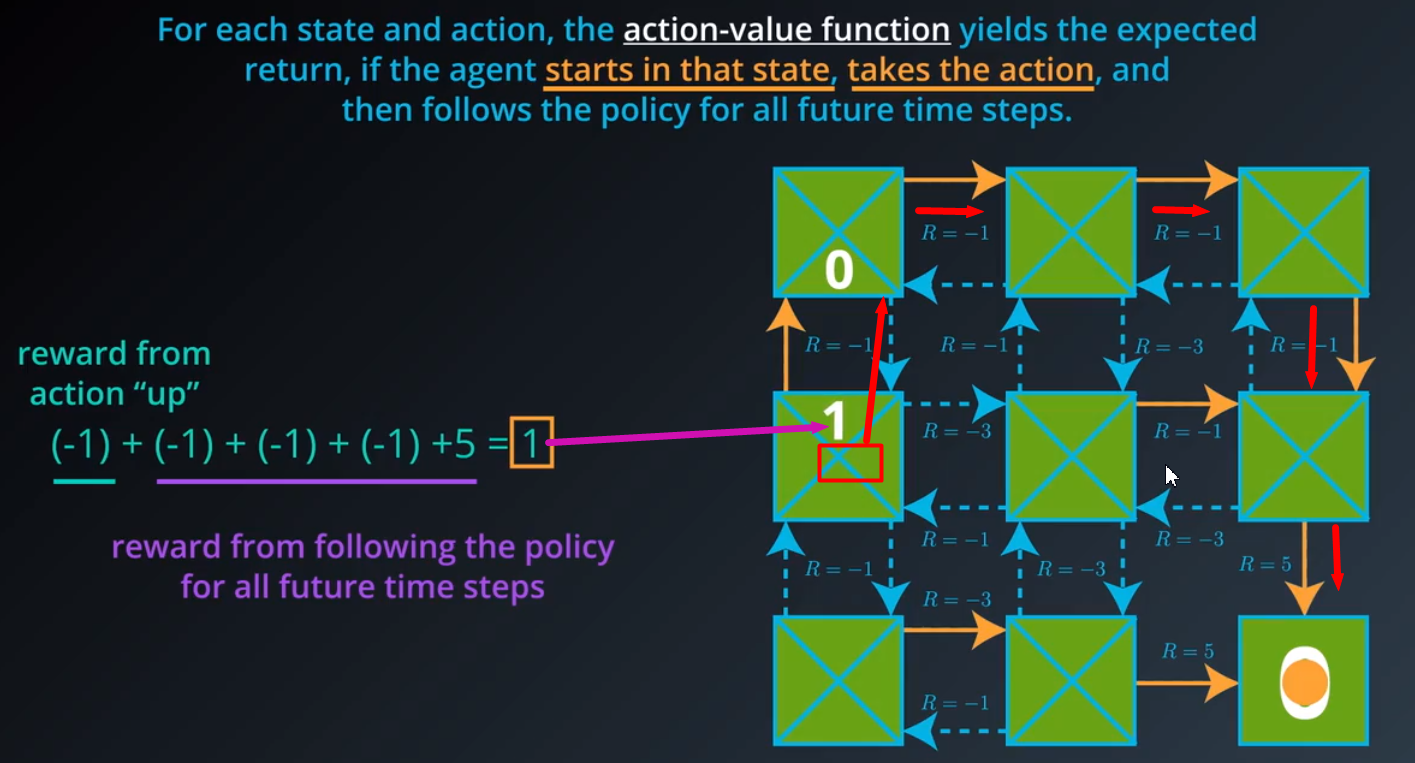 For each state and action, the action-value function yields the expected
return, if the agent starts in that state, takes the action, and
then follows the policy for all future time steps.
R = −1
R = −1
0
R = −1
R = −1
R = −3
R = −1
reward from
action “up”
(-1) + (-1) + (-1) + (-1) +5 = 1
1
R = −3
R = −1
R = −1
R = −3
R = −1
R = −3
R = 5
reward from following the policy
for all future time steps
R = −3
R = 5
R = −1
0